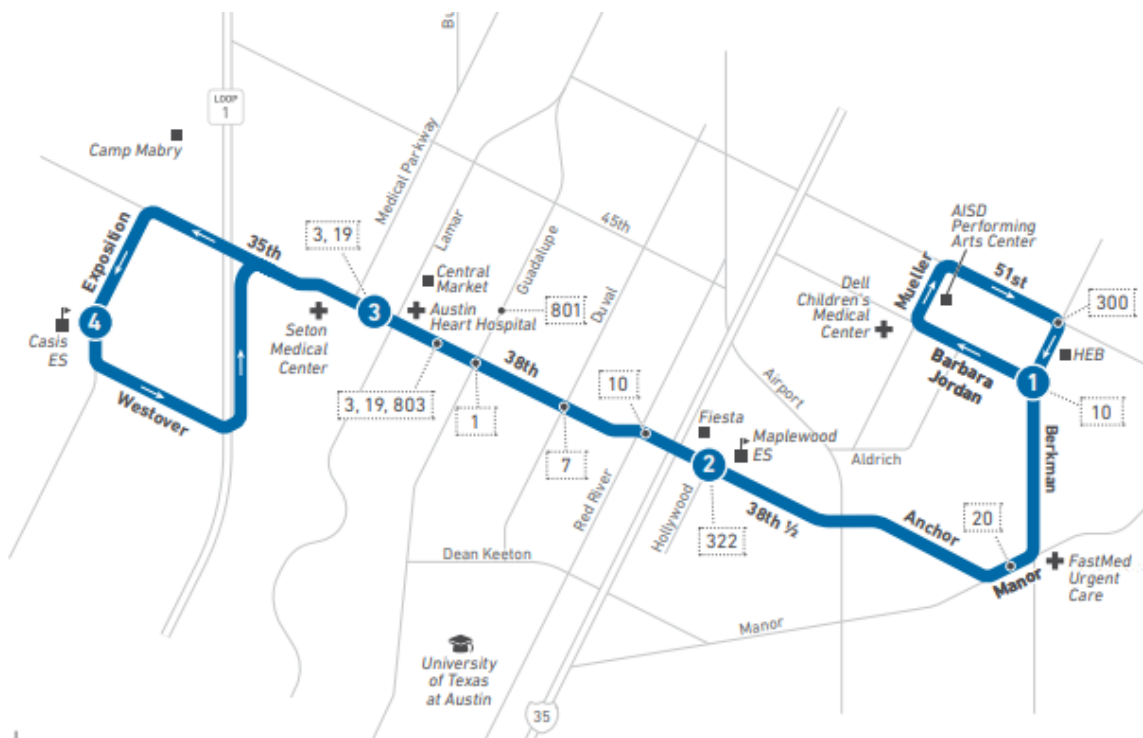 Bu
LOOP
1
Camp Mabry
Medical Parkway
3, 19
Lamar
Guadalupe
45th
Exposition
35th
Central
Market
Austin
Heart Hospital
801
Duval
AISD
Performing
Arts Center
51st
Mueller
Dell
Children's
Medical
Center
300
HEB
4
Casis
ES
3
Seton
Medical
Center
38th
Barbara
Jordan
1
10
Westover
3, 19, 803
1
10
7
Fiesta
Maplewood
ES
2
Airport
Aldrich
Berkman
Red River
Hollywood
322
38th ½
Anchor
20
Manor
FastMed
Urgent
Care
Dean Keeton
Manor
University
of Texas
at Austin
35